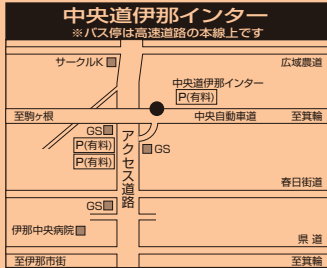 中央道伊那インター
※バス停は高速道路の本線上です
サークルK
広域農道
中央道伊那インター
P(有料)
至駒ヶ根
中央自動車道
至箕輪
GS
P(有料)
P(有料)
アクセス道路
GS
春日街道
GS
伊那中央病院
県道
至伊那市街
至箕輪